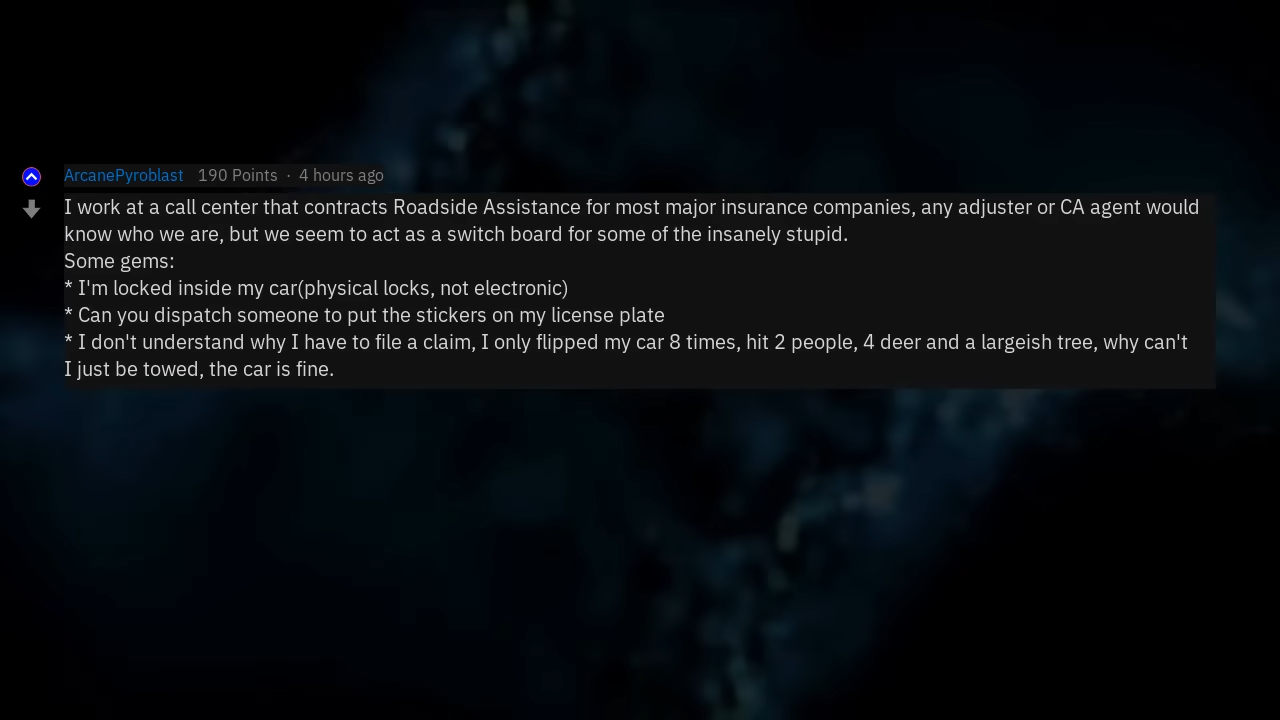 ArcanePyroblast 190 Points · 4 hours ago
I work at a call center that contracts Roadside Assistance for most major insurance companies, any adjuster or CA agent would
know who we are, but we seem to act as a switch board for some of the insanely stupid.
Some gems:
* I'm locked inside my car(physical locks, not electronic)
* Can you dispatch someone to put the stickers on my license plate
* I don't understand why I have to file a claim, I only flipped my car 8 times, hit 2 people, 4 deer and a largeish tree, why can't
I just be towed, the car is fine.